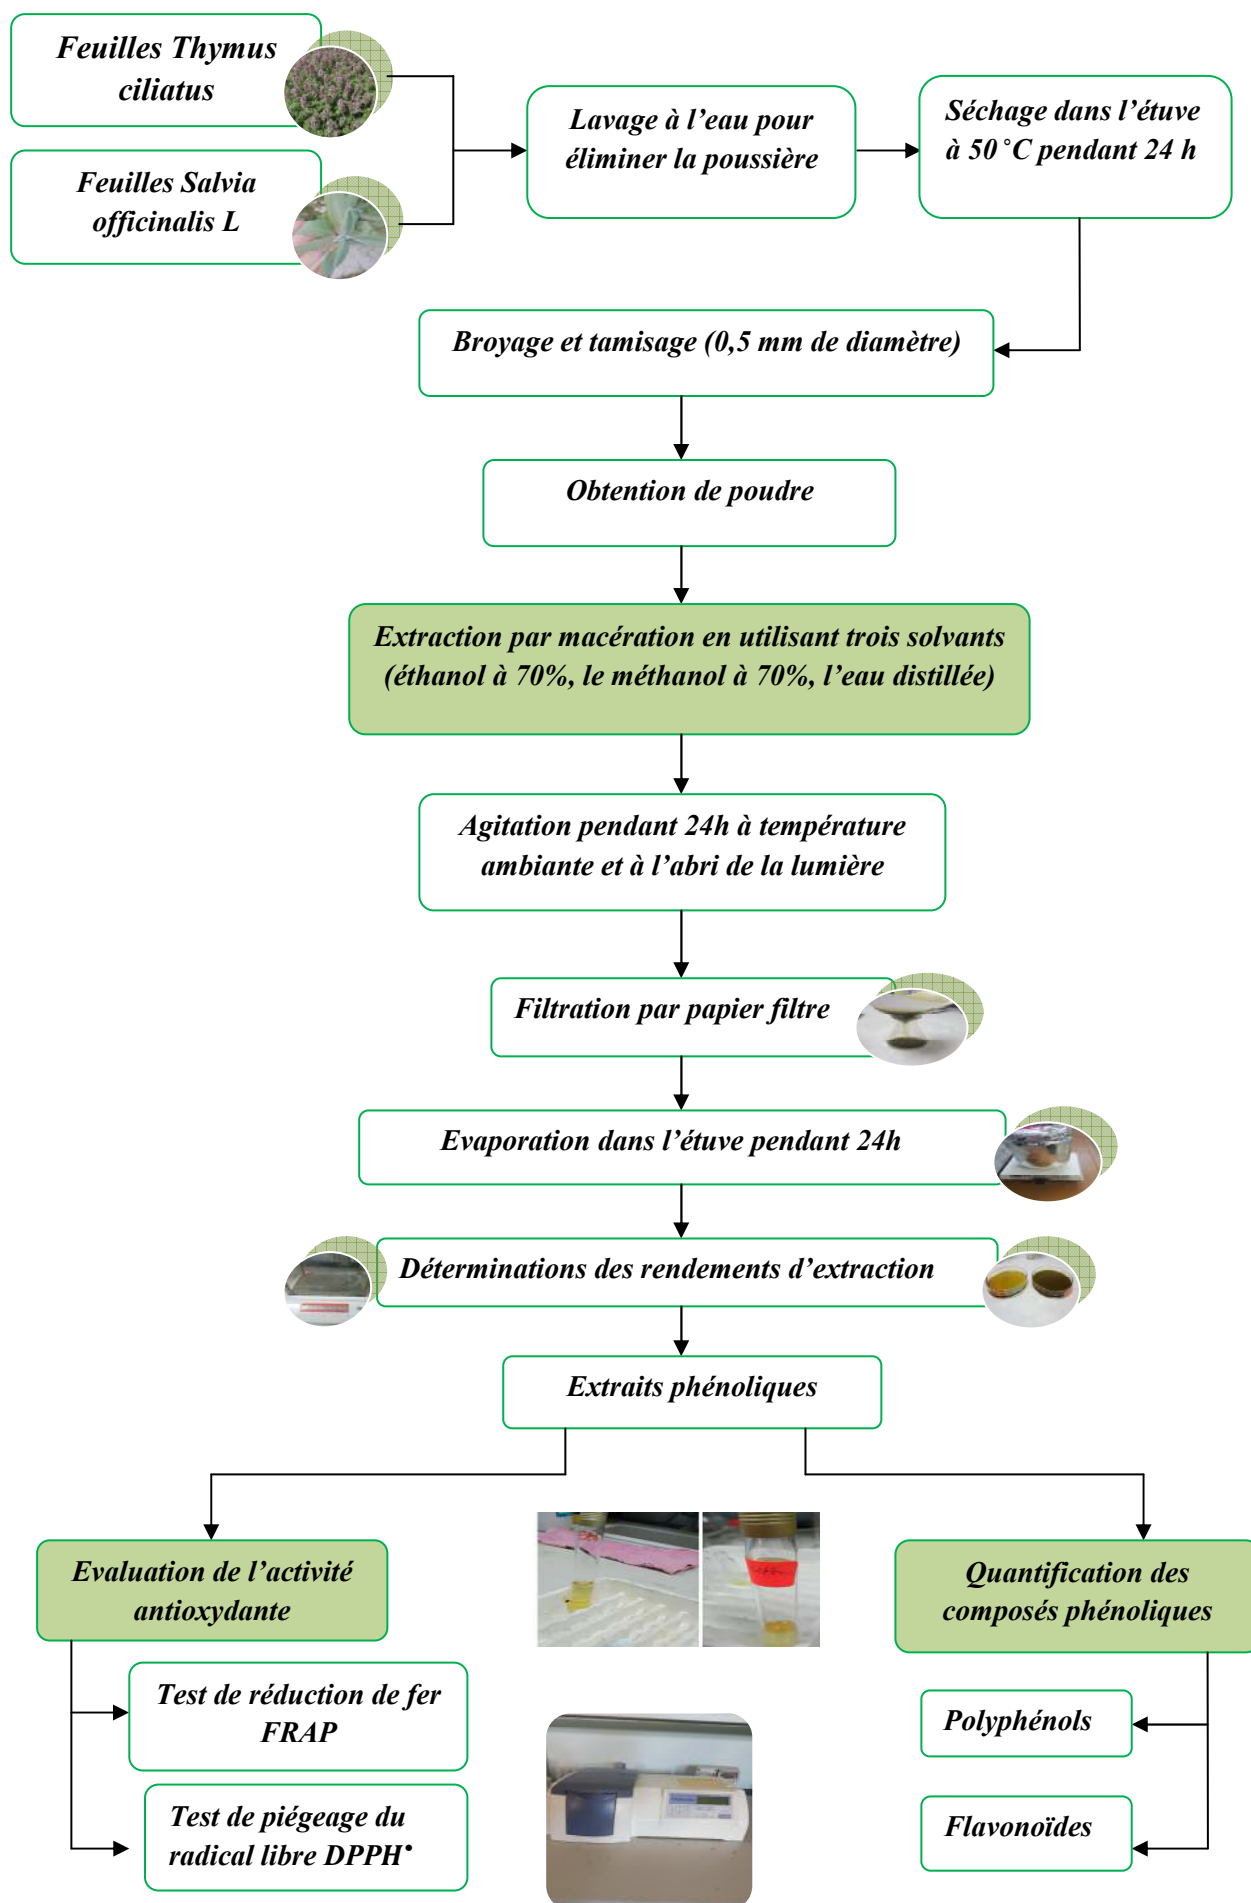 Feuilles Thymus
ciliatus
Feuilles Salvia
officinalis L
Lavage à l’eau pour
éliminer la poussière
Séchage dans l’étuve
à 50 °C pendant 24 h
Broyage et tamisage (0,5 mm de diamètre)
Obtention de poudre
Extraction par macération en utilisant trois solvants
(éthanol à 70%, le méthanol à 70%, l’eau distillée)
Agitation pendant 24h à température
ambiante et à l’abri de la lumière
Filtration par papier filtre
Evaporation dans l’étuve pendant 24h
Déterminations des rendements d’extraction
Extraits phénoliques
Evaluation de l’activité
antioxydante
Test de réduction de fer
FRAP
Test de piégeage du
radical libre DPPH•
Quantification des
composés phénoliques
Polyphénols
Flavonoïdes